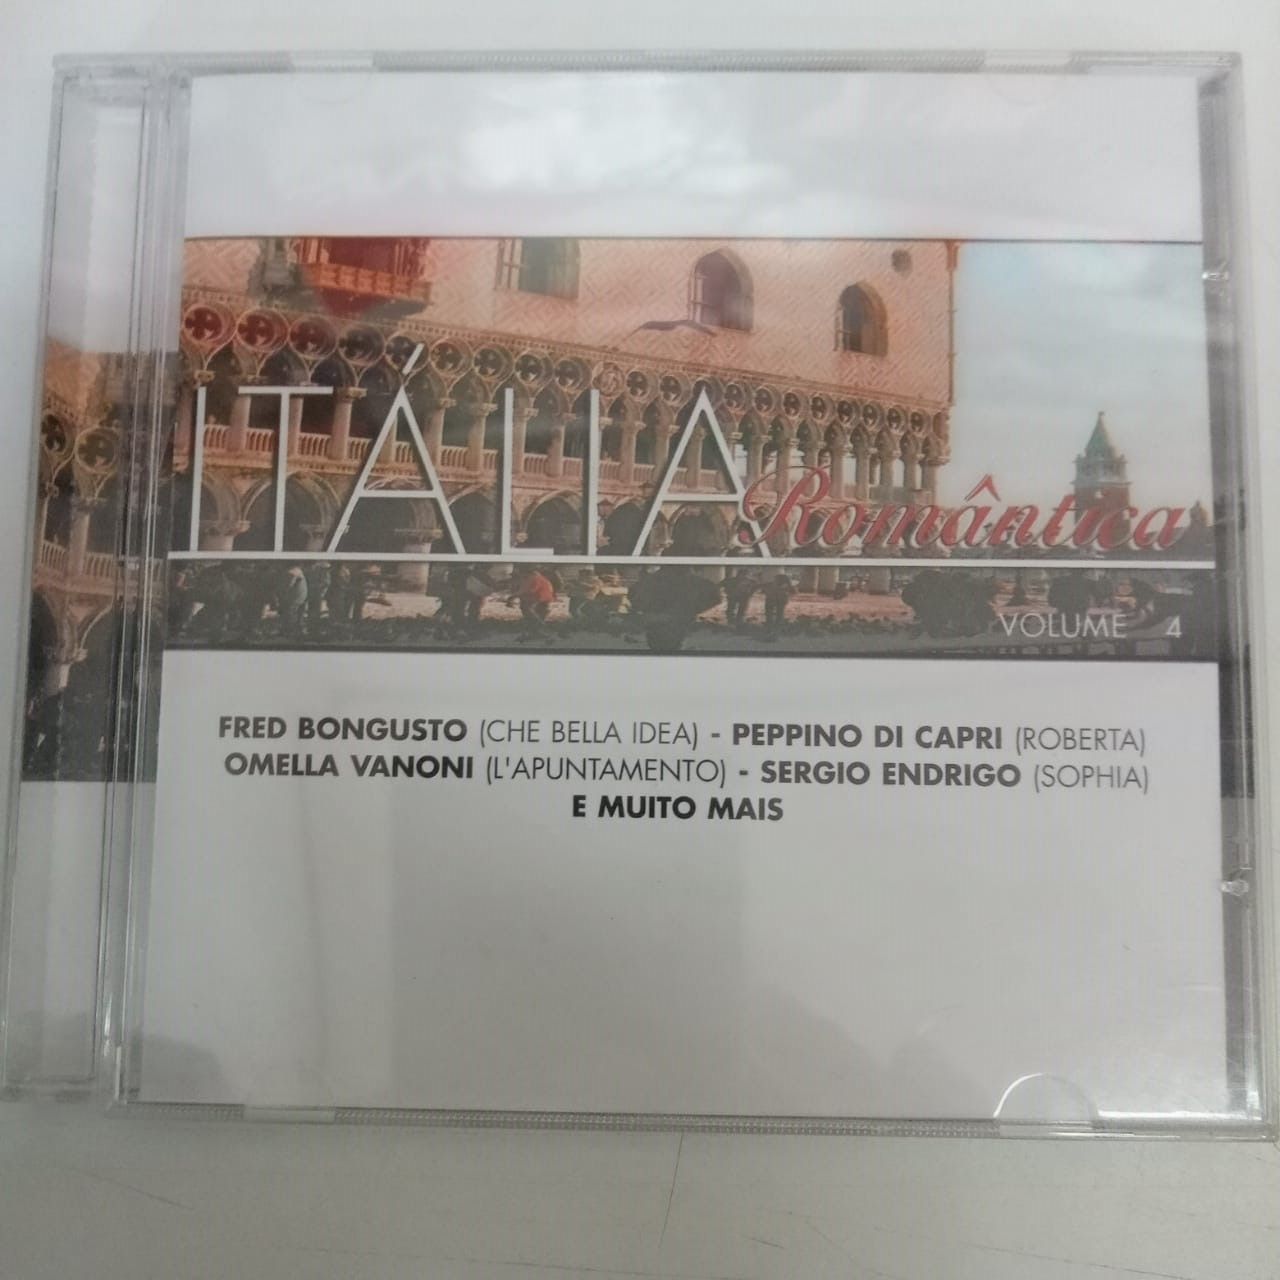 ITÁLIA Romântica
VOLUME 4
FRED BONGUSTO (CHE BELLA IDEA) - PEPPINO DI CAPRI (ROBERTA)
OMELLA VANONI (L'APUNTAMENTO) - SERGIO ENDRIGO (SOPHIA)
E MUITO MAIS